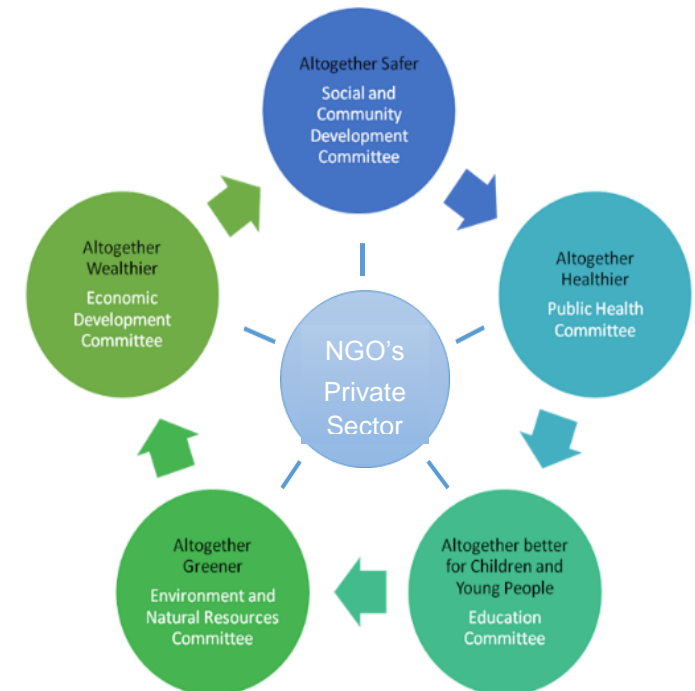 Altogether Safer
Social and
Community
Development
Committee
Altogether
Healthier
Public Health
Committee
Altogether better
for Children and
Young People
Education
Committee
Altogether
Greener
Environment and
Natural Resources
Committee
Altogether
Wealthier
Economic
Development
Committee
NGO's
Private
Sector